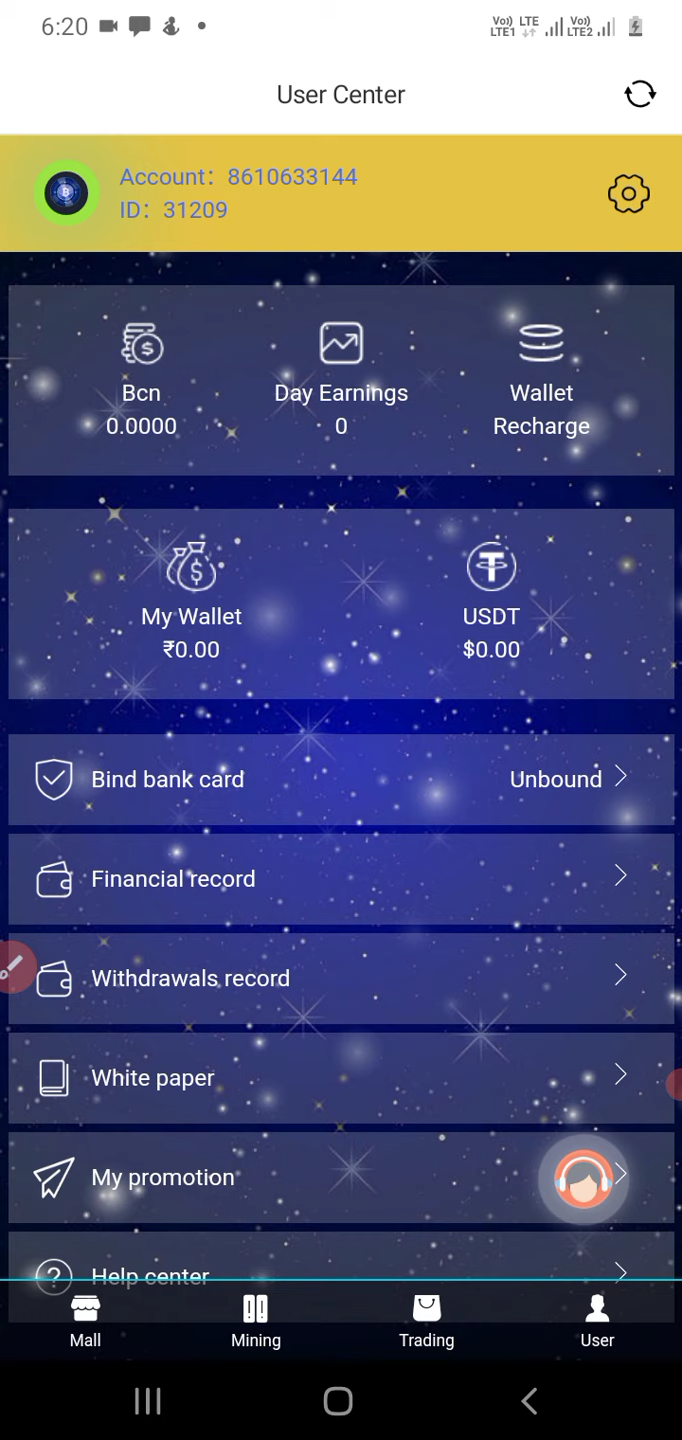 6:20
Vo) LTE Vo)
LTE1 LTE2
User Center
Account: 8610633144
ID: 31209
Bcn
0.0000
Day Earnings
0
Wallet
Recharge
My Wallet
₹0.00
USDT
$0.00
Bind bank card Unbound
Financial record
Withdrawals record
White paper
My promotion
Help center
Mall Mining Trading User